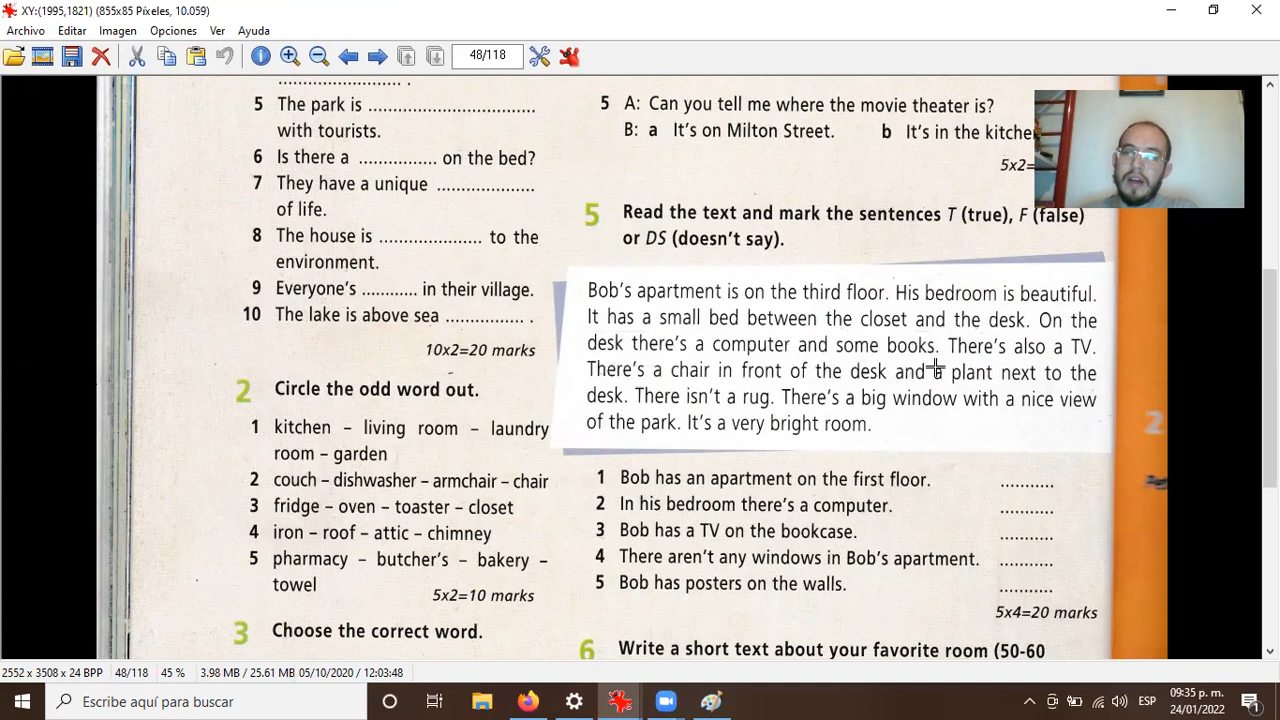 XY:(1995,1821) (855x85 Píxeles, 10.059)
Archivo Editar Imagen Opciones Ver Ayuda
48/118
.............................. .
5 The park is ....................................
with tourists.
6 Is there a ................. on the bed?
7 They have a unique .....................
of life.
8 The house is ...................... to the
environment.
9 Everyone's ............ in their village.
10 The lake is above sea ................ .
10x2=20 marks
2 Circle the odd word out.
1 kitchen – living room – laundry
room – garden
2 couch – dishwasher – armchair – chair
3 fridge – oven – toaster – closet
4 iron – roof – attic – chimney
5 pharmacy – butcher's – bakery –
towel
5x2=10 marks
3 Choose the correct word.
5 A: Can you tell me where the movie theater is?
B: a It's on Milton Street. b It's in the
5x2=
5 Read the text and mark the sentences T (true), F (false)
or DS (doesn't say).
Bob's apartment is on the third floor. His bedroom is beautiful.
It has a small bed between the closet and the desk. On the
desk there's a computer and some books. There's also a TV.
There's a chair in front of the desk and a plant next to the
desk. There isn't a rug. There's a big window with a nice view
of the park. It's a very bright room.
1 Bob has an apartment on the first floor. ...........
2 In his bedroom there's a computer. ...........
3 Bob has a TV on the bookcase. ...........
4 There aren't any windows in Bob's apartment. ...........
5 Bob has posters on the walls. ...........
5x4=20 marks
6 Write a short text about your favorite room (50-60
2
2552 x 3508 x 24 BPP 48/118 45 % 3.98 MB / 25.61 MB 05/10/2020 / 12:03:48
Escribe aquí para buscar
ESP
09:35 p. m.
24/01/2022
1